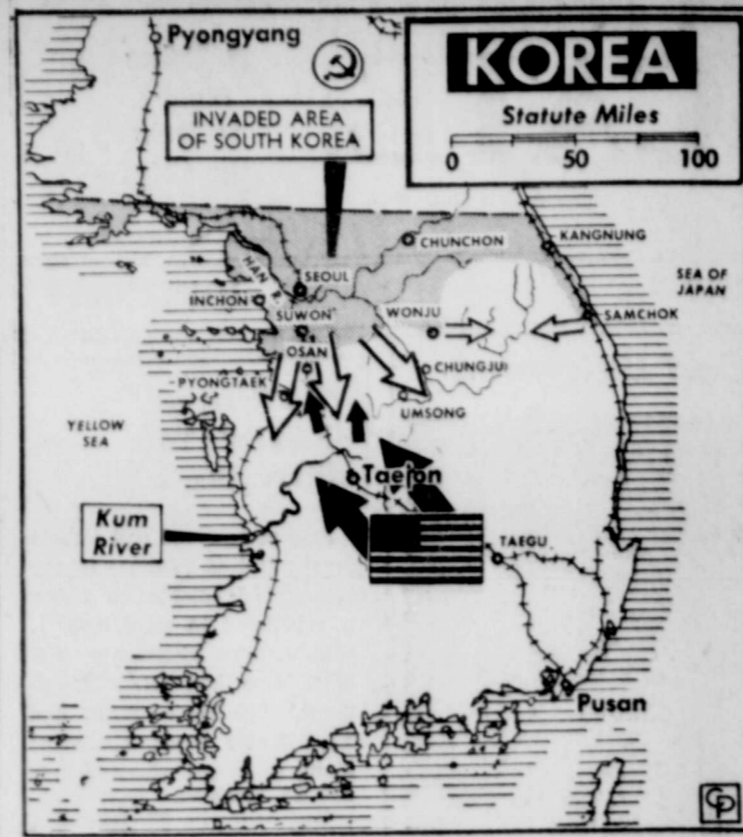 Pyongyang
KOREA
Statute Miles
0 50 100
INVADED AREA
OF SOUTH KOREA
CHUNCHON
KANGNUNG
HAN R.
SEOUL
SEA OF
JAPAN
INCHON
SUWON
WONJU
SAMCHOK
OSAN
PYONGTAEK
CHUNGJU
UMSONG
YELLOW
SEA
Taejon
Kum
River
TAEGU
Pusan
CP